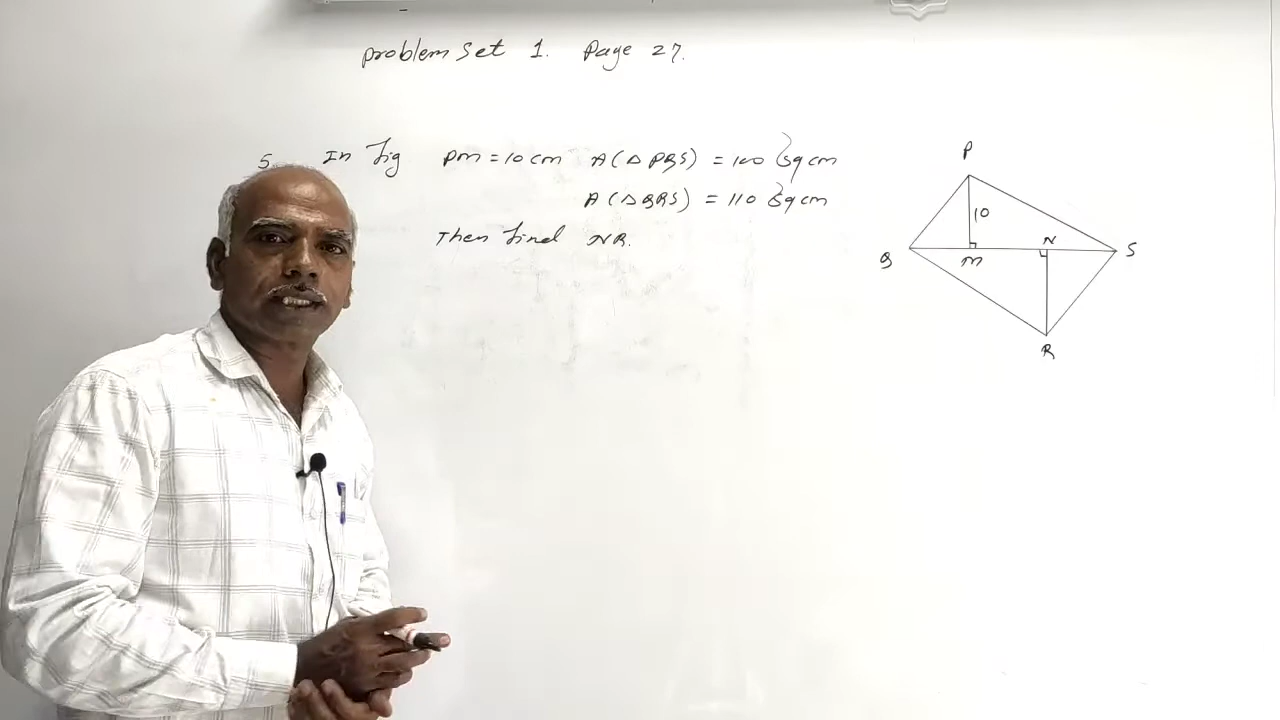 problem set 1. Page 27.
5. In fig PM = 10 cm A(△PQS) = 100 sq cm
A(△QRS) = 110 sq cm
Then find NR.
P
10
Q
M
N
S
R